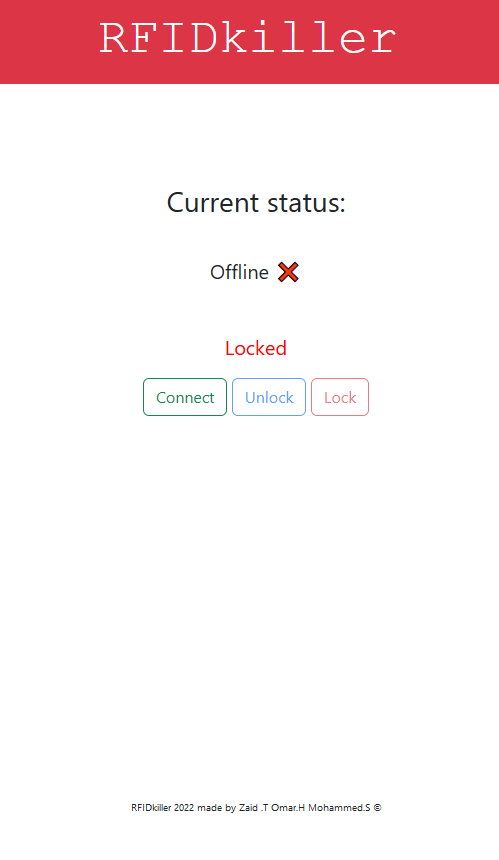 RFIDkiller
Current status:
Offline ❌
Locked
Connect Unlock Lock
RFIDkiller 2022 made by Zaid .T Omar.H Mohammed.S ©